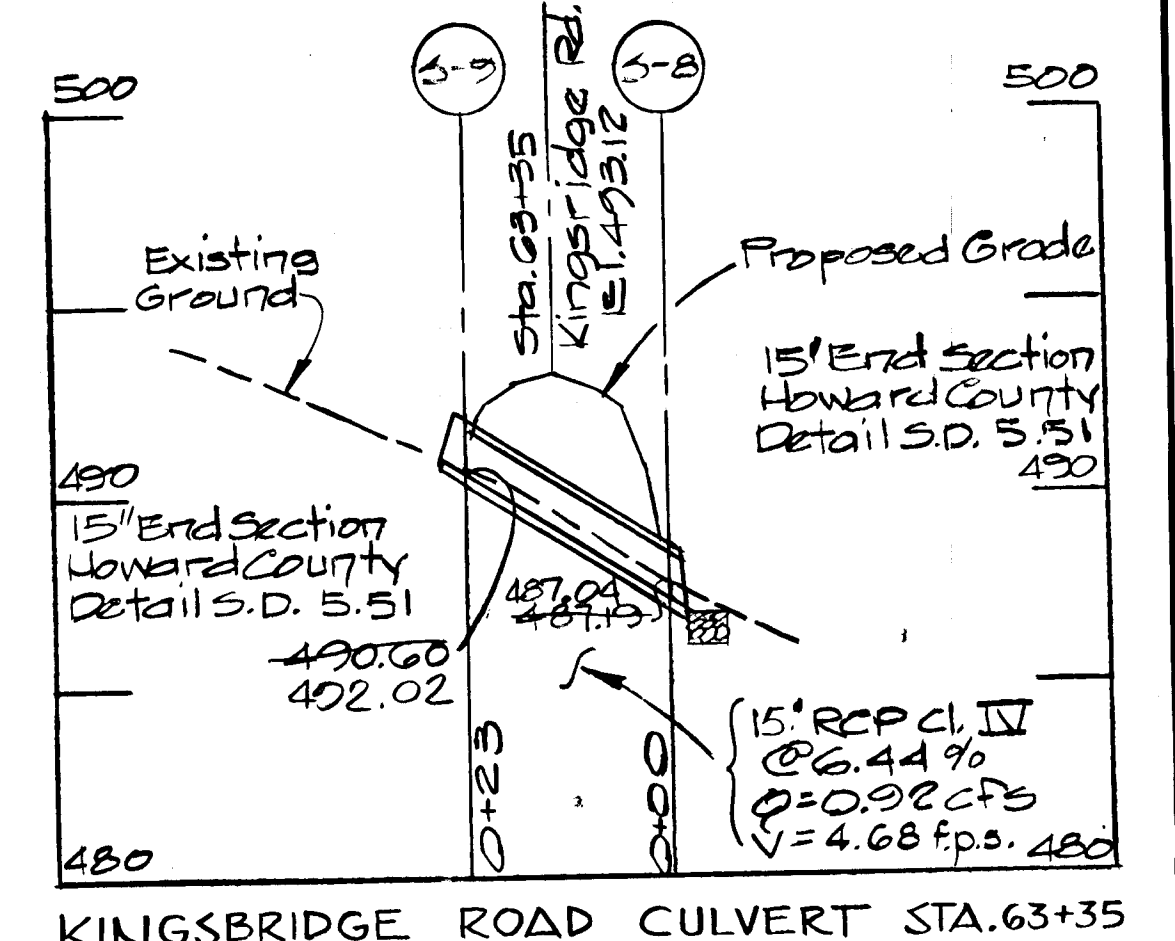 500
S-9
S-8
500
Sta. 63+35
Kingsridge Rd.
El. 493.12
Existing
Ground
Proposed Grade
15" End Section
Howard County
Detail S.D. 5.51
490
490
15" End Section
Howard County
Detail S.D. 5.51
487.04
487.19
490.60
492.02
0+23
0+00
15" RCP Cl. IV
@ 6.44 %
Q=0.92 cfs
V=4.68 f.p.s.
480
480
KINGSBRIDGE ROAD CULVERT STA.63+35